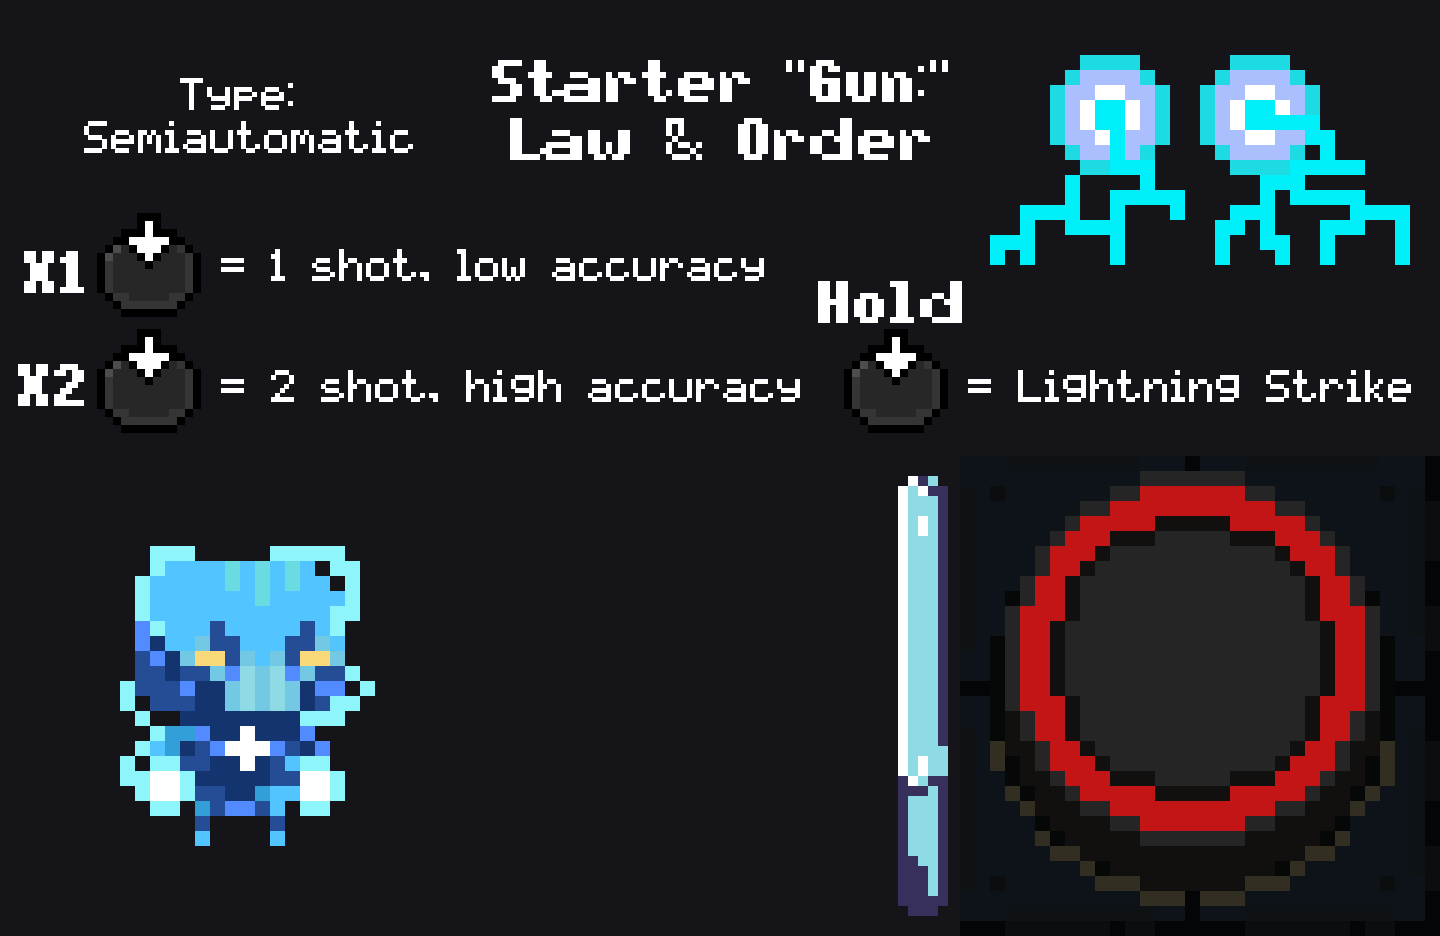 Type:
Semiautomatic
Starter "Gun:"
Law & Order
X1 = 1 shot, low accuracy
Hold
X2 = 2 shot, high accuracy
= Lightning Strike